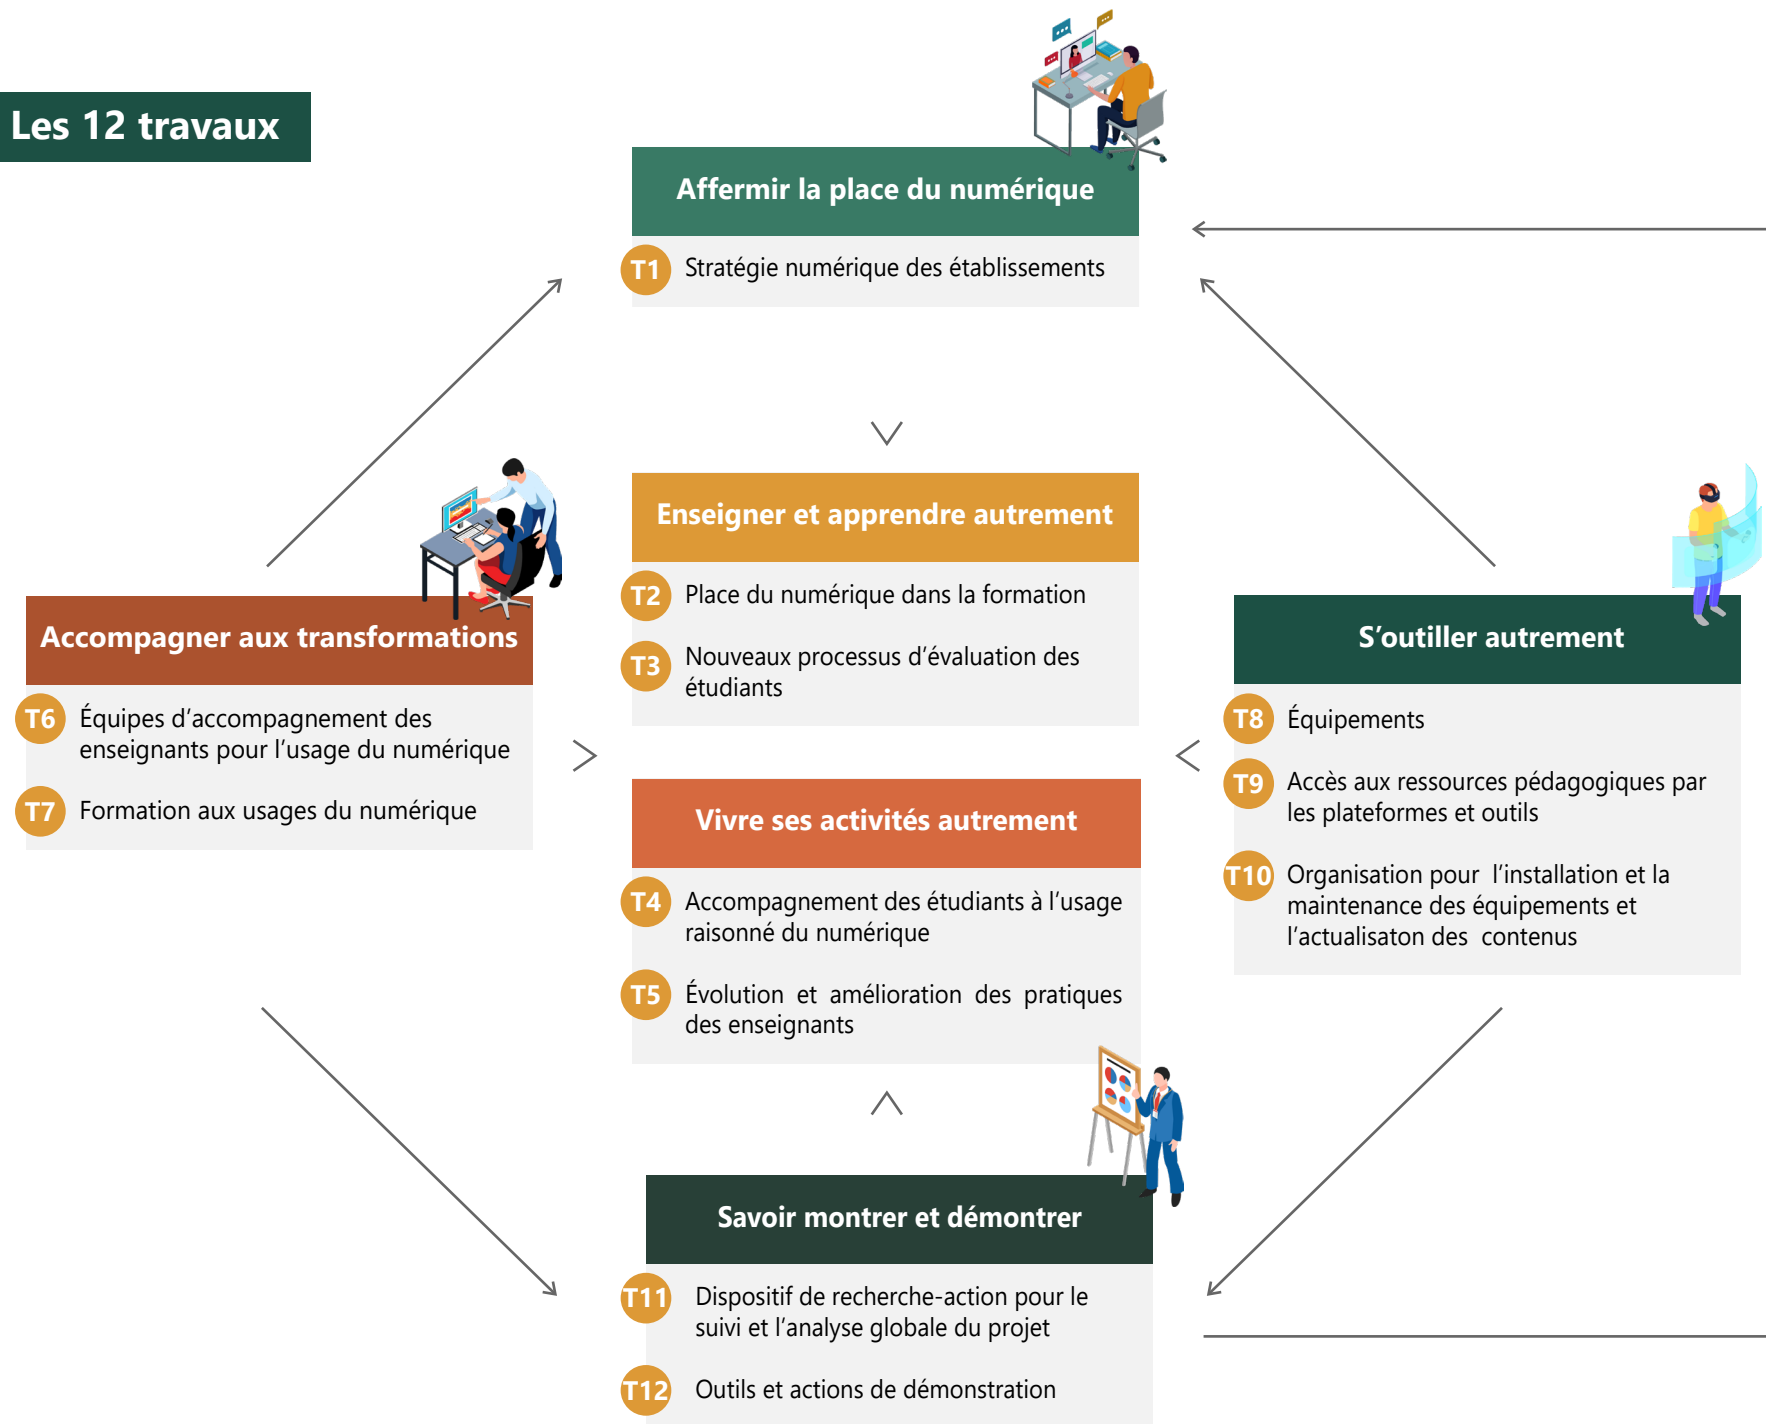 Les 12 travaux
Affermir la place du numérique
T1 Stratégie numérique des établissements
Enseigner et apprendre autrement
T2 Place du numérique dans la formation
T3 Nouveaux processus d’évaluation des
étudiants
Accompagner aux transformations
T6 Équipes d’accompagnement des
enseignants pour l’usage du numérique
T7 Formation aux usages du numérique
Vivre ses activités autrement
T4 Accompagnement des étudiants à l’usage
raisonné du numérique
T5 Évolution et amélioration des pratiques
des enseignants
S’outiller autrement
T8 Équipements
T9 Accès aux ressources pédagogiques par
les plateformes et outils
T10 Organisation pour l’installation et la
maintenance des équipements et
l’actualisaton des contenus
Savoir montrer et démontrer
T11 Dispositif de recherche-action pour le
suivi et l’analyse globale du projet
T12 Outils et actions de démonstration